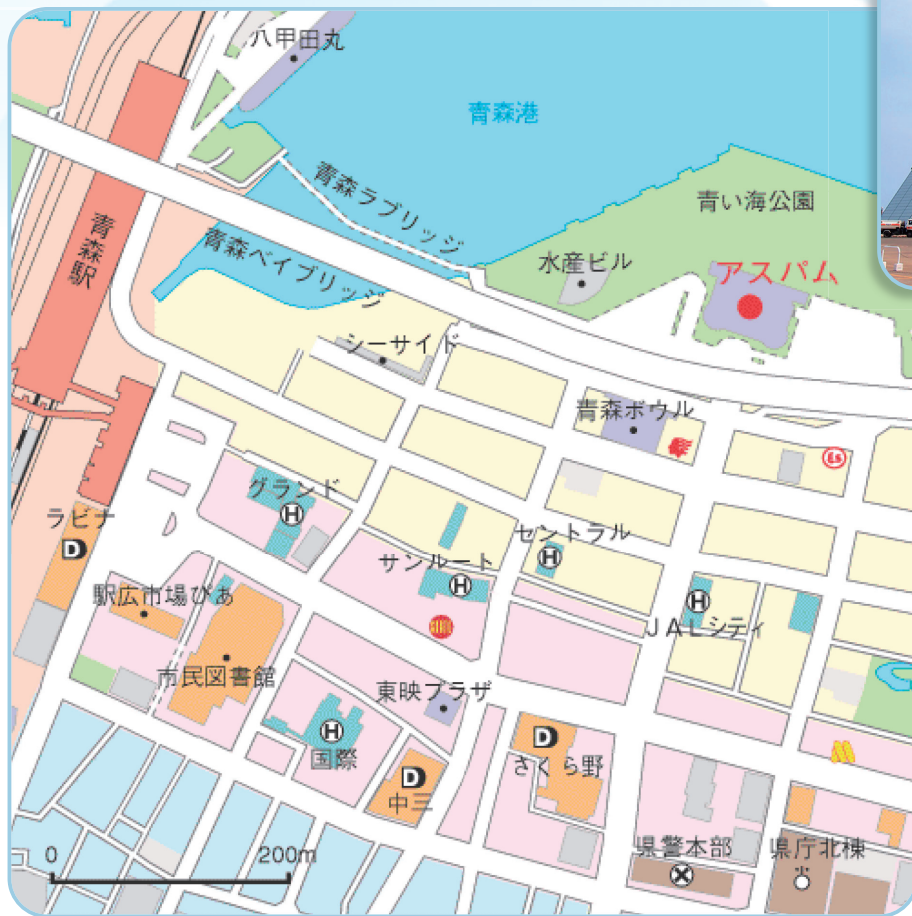 八甲田丸
青森港
青森ラブリッジ
青い海公園
青森駅
青森ベイブリッジ
水産ビル
アスパム
シーサイド
青森ボウル
グランド
H
ラビナ
D
サンルート
H
セントラル
H
駅広市場ぴあ
JALシティ
H
市民図書館
東映プラザ
国際
H
中三
D
さくら野
D
県警本部
県庁北棟
0 200m